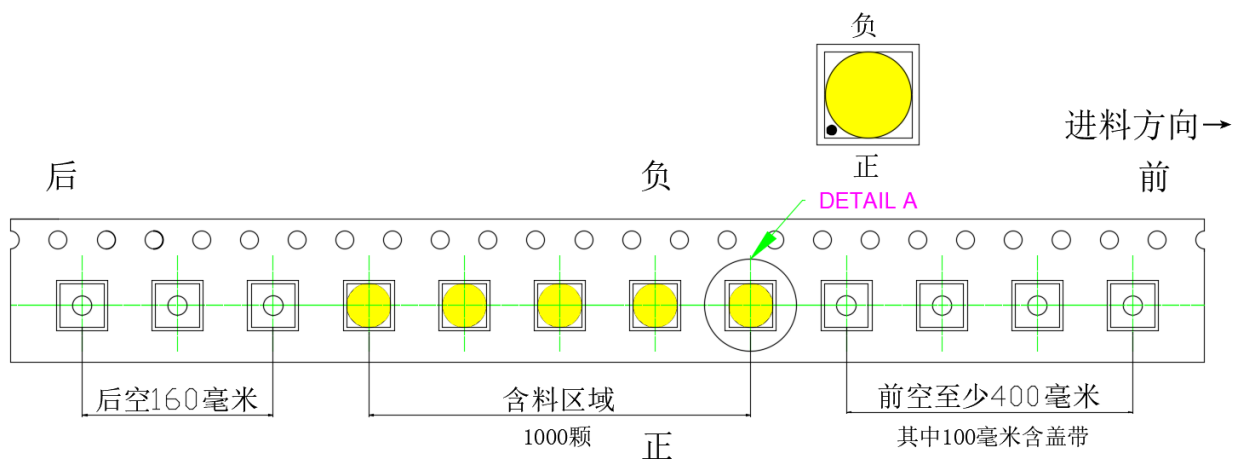 负
进料方向→
正
后
负
前
DETAIL A
后空160毫米
含料区域
前空至少400毫米
1000颗
正
其中100毫米含盖带